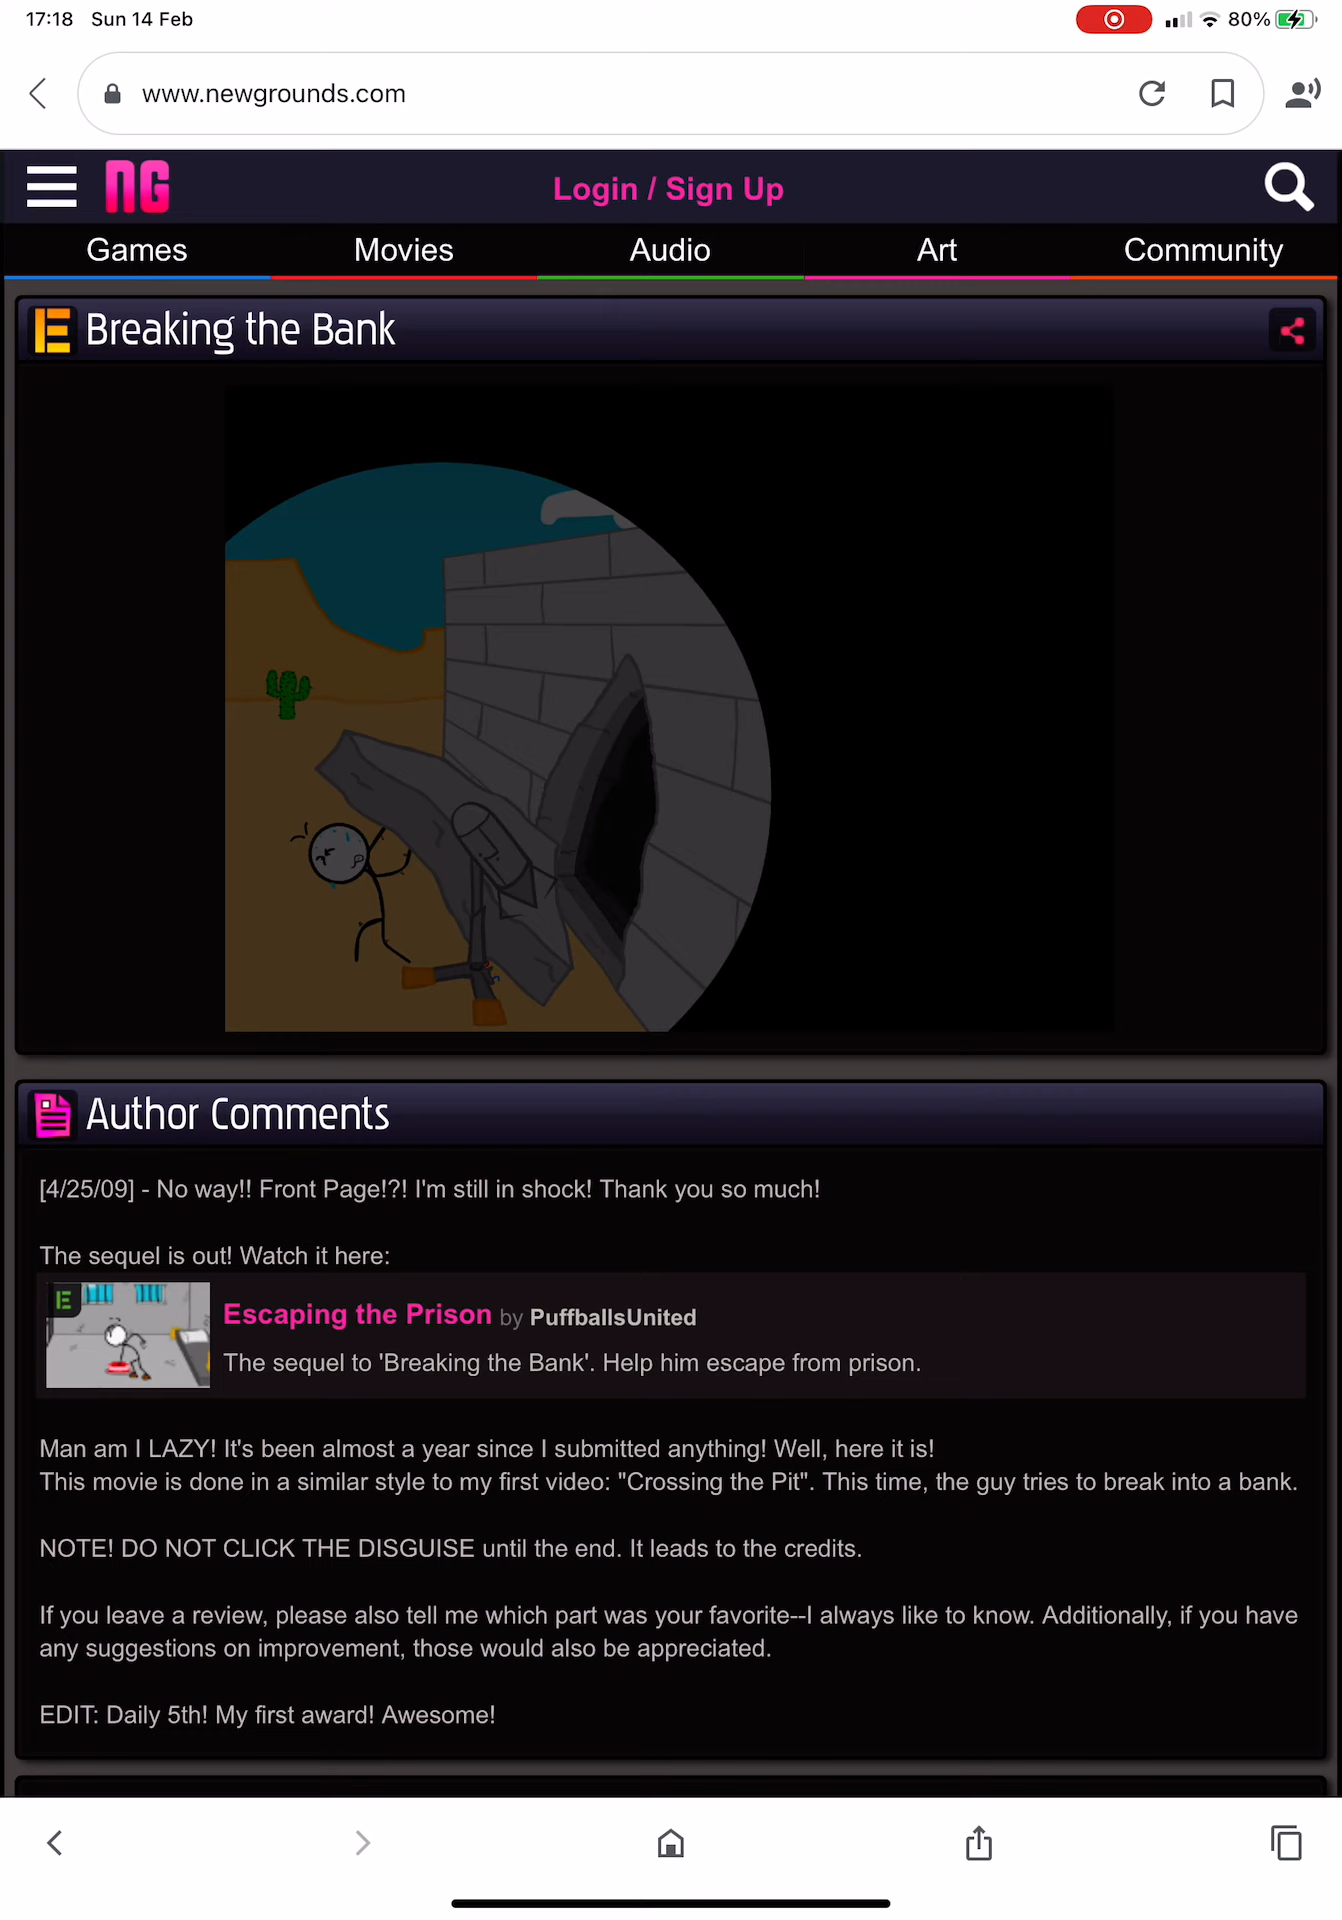 17:18 Sun 14 Feb
80%
www.newgrounds.com
NG
Login / Sign Up
Games Movies Audio Art Community
E Breaking the Bank
Author Comments
[4/25/09] - No way!! Front Page!?! I'm still in shock! Thank you so much!
The sequel is out! Watch it here:
E
Escaping the Prison by PuffballsUnited
The sequel to 'Breaking the Bank'. Help him escape from prison.
Man am I LAZY! It's been almost a year since I submitted anything! Well, here it is!
This movie is done in a similar style to my first video: "Crossing the Pit". This time, the guy tries to break into a bank.
NOTE! DO NOT CLICK THE DISGUISE until the end. It leads to the credits.
If you leave a review, please also tell me which part was your favorite--I always like to know. Additionally, if you have
any suggestions on improvement, those would also be appreciated.
EDIT: Daily 5th! My first award! Awesome!